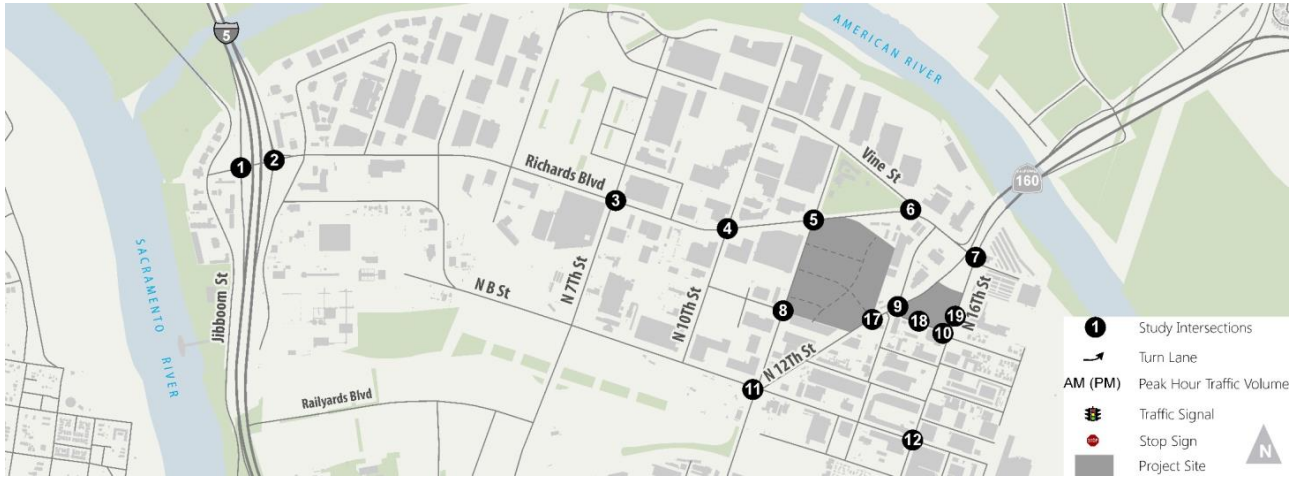 5
AMERICAN RIVER
SACRAMENTO RIVER
160
Vine St
Richards Blvd
N B St
N 7Th St
N 10Th St
N 12Th St
N 16Th St
Jibboom St
Railyards Blvd
1
2
3
4
5
6
7
8
9
10
11
12
17
18
19
1 Study Intersections
Turn Lane
AM (PM) Peak Hour Traffic Volume
Traffic Signal
STOP Stop Sign
Project Site
N